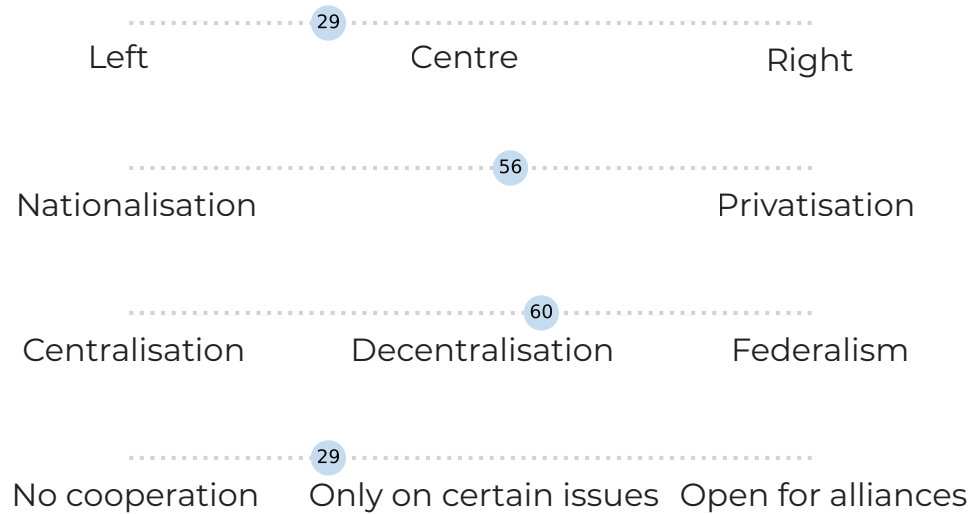 29
Left Centre Right
56
Nationalisation Privatisation
60
Centralisation Decentralisation Federalism
29
No cooperation Only on certain issues Open for alliances